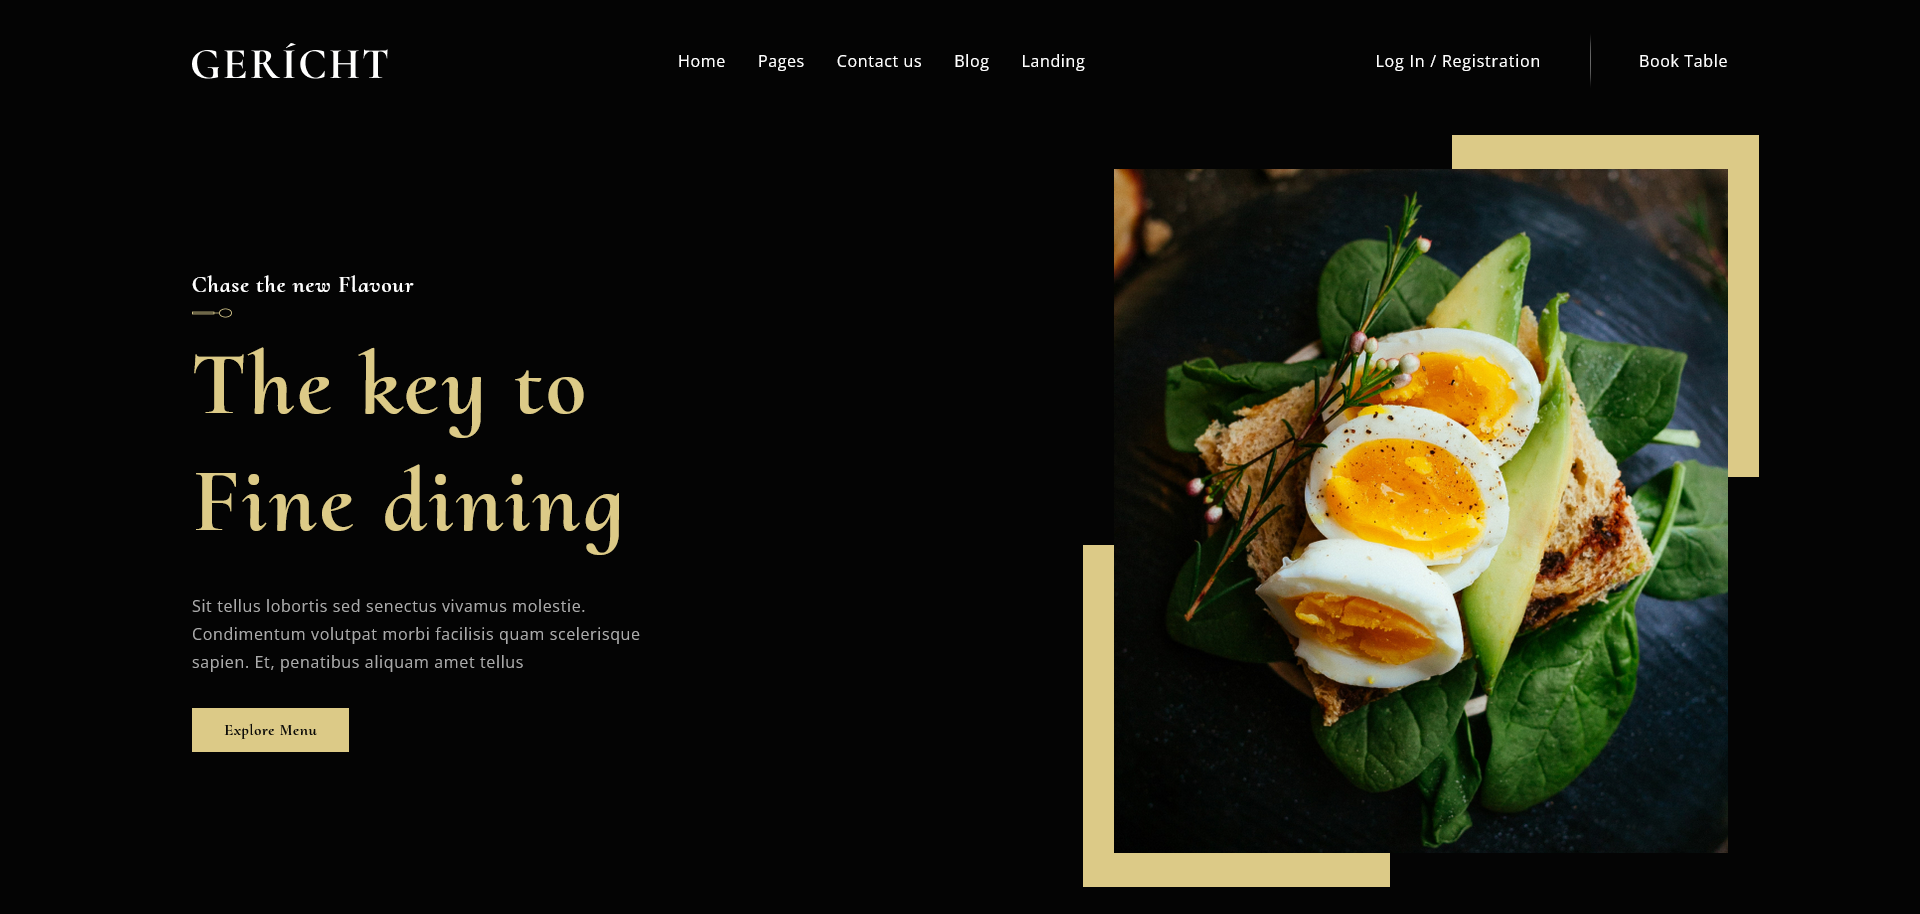 GERÍCHT
Home Pages Contact us Blog Landing
Log In / Registration
Book Table
Chase the new Flavour
The key to
Fine dining
Sit tellus lobortis sed senectus vivamus molestie.
Condimentum volutpat morbi facilisis quam scelerisque
sapien. Et, penatibus aliquam amet tellus
Explore Menu